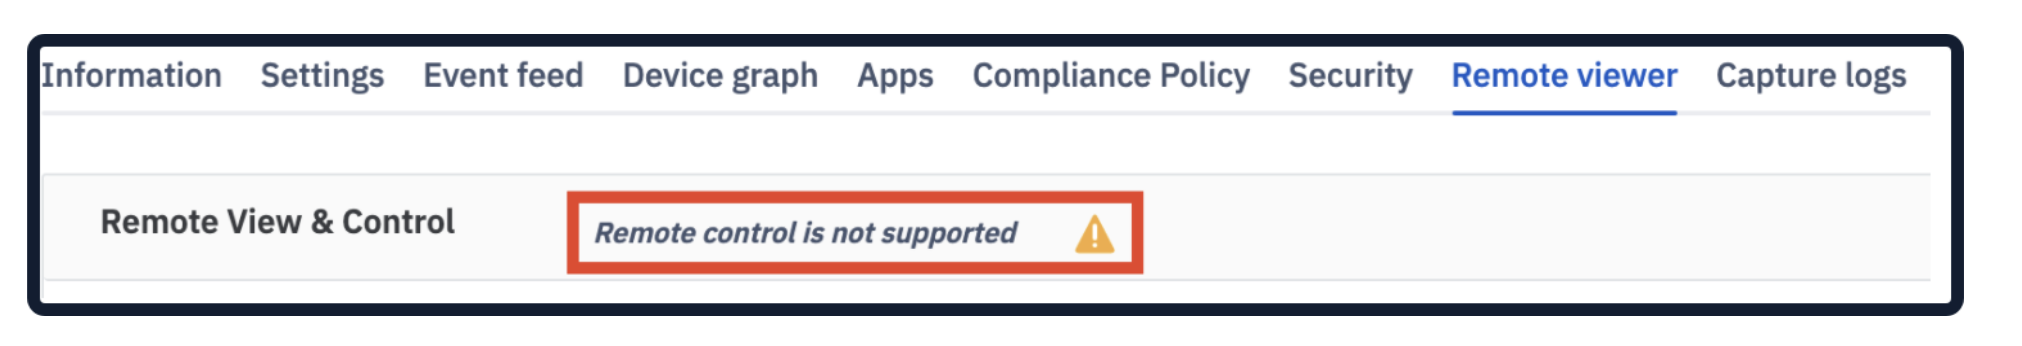 Information Settings Event feed Device graph Apps Compliance Policy Security Remote viewer Capture logs
Remote View & Control Remote control is not supported